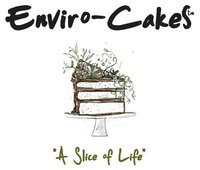 Enviro-Cakes
"A Slice of Life"